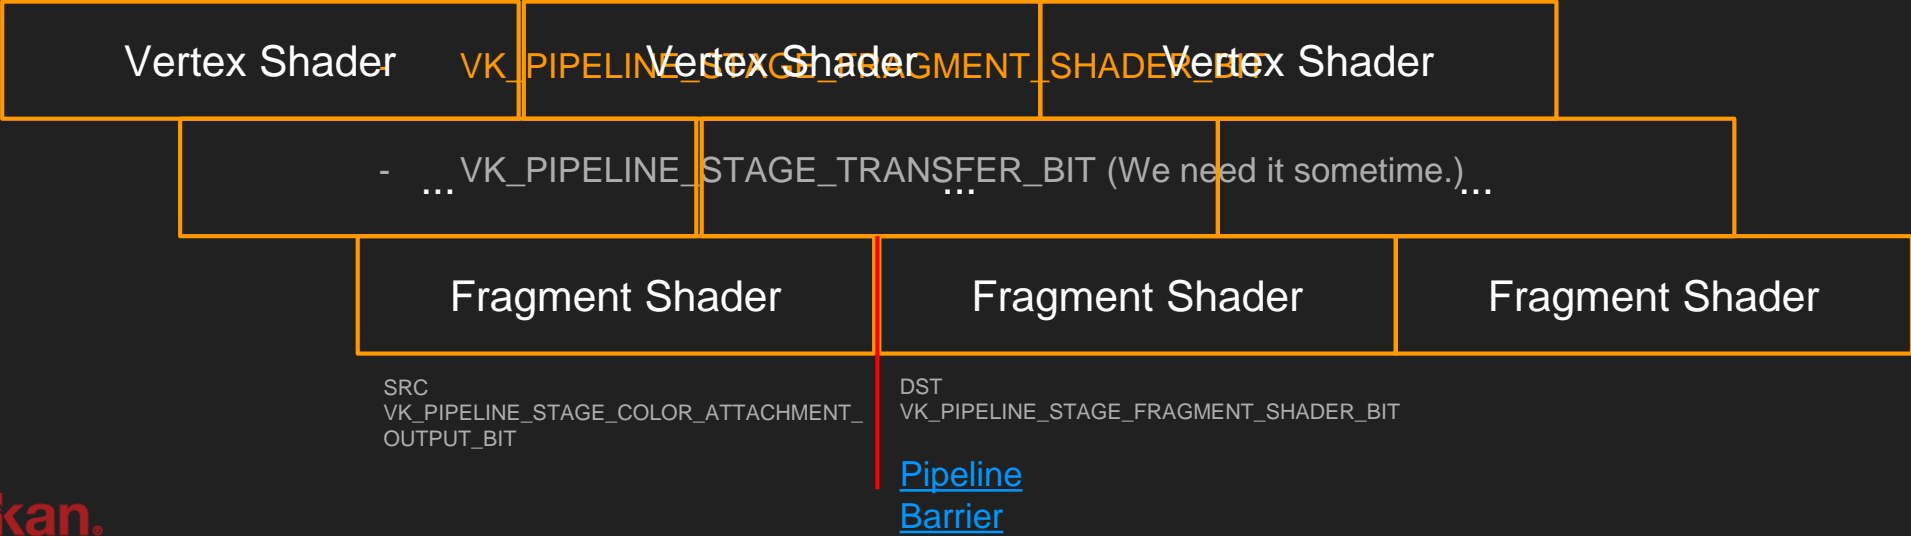 Vertex Shader Vertex Shader Vertex Shader
- VK_PIPELINE_STAGE_FRAGMENT_SHADER_BIT
- VK_PIPELINE_STAGE_TRANSFER_BIT (We need it sometime.)
... ... ...
Fragment Shader Fragment Shader Fragment Shader
SRC
VK_PIPELINE_STAGE_COLOR_ATTACHMENT_
OUTPUT_BIT
DST
VK_PIPELINE_STAGE_FRAGMENT_SHADER_BIT
Pipeline
Barrier
kan.®